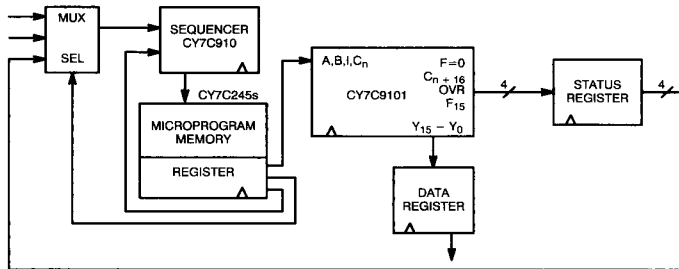 MUX
SEL
SEQUENCER
CY7C910
CY7C245s
MICROPROGRAM
MEMORY
REGISTER
A,B,I,Cn
CY7C9101
F=0
Cn + 16
OVR
F15
Y15 – Y0
4
STATUS
REGISTER
4
DATA
REGISTER